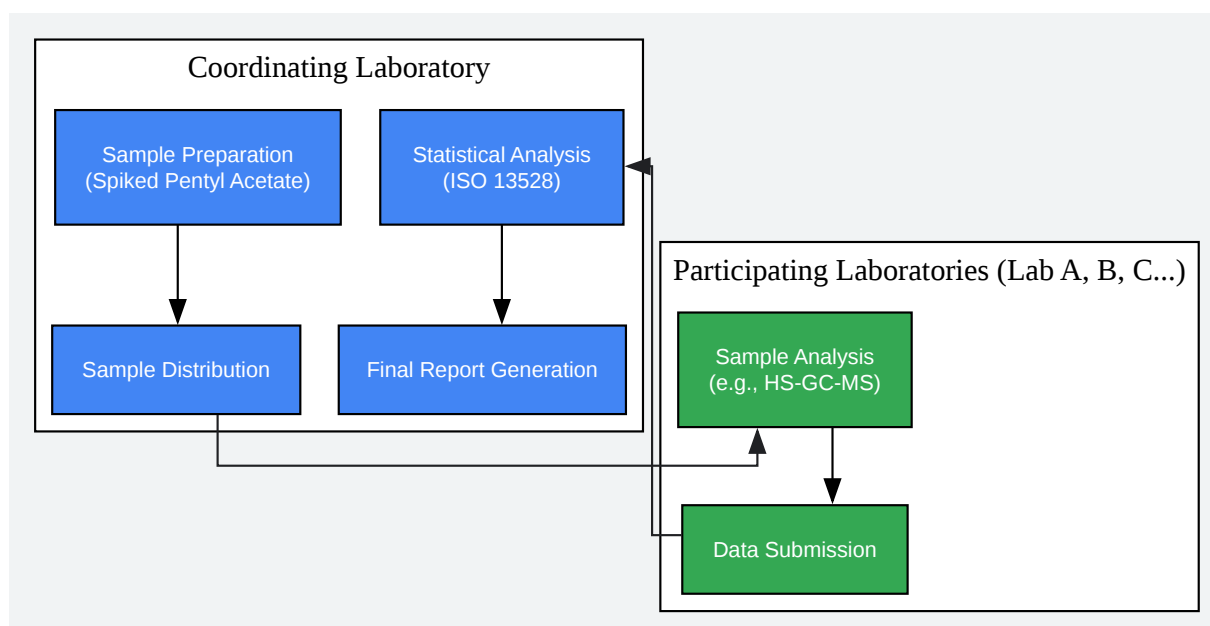 Coordinating Laboratory
Sample Preparation
(Spiked Pentyl Acetate)
Statistical Analysis
(ISO 13528)
Sample Distribution
Final Report Generation
Participating Laboratories (Lab A, B, C...)
Sample Analysis
(e.g., HS-GC-MS)
Data Submission